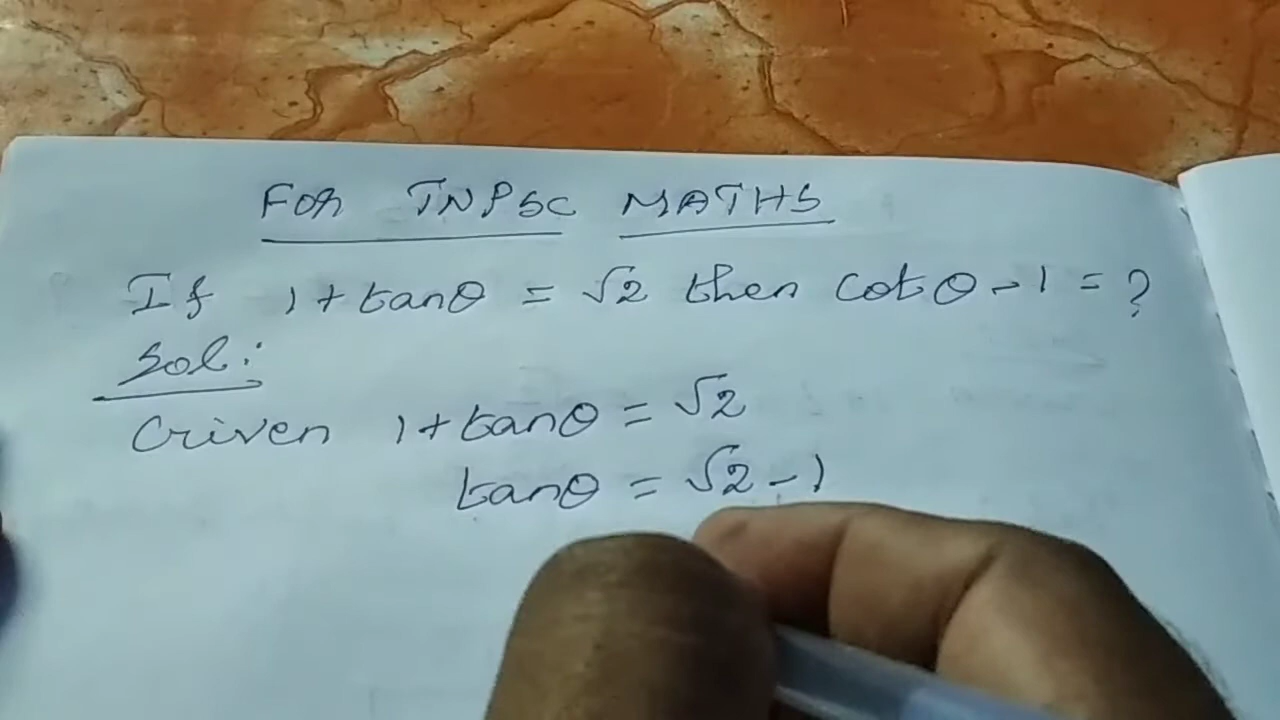 FOR TNPSC MATHS
If 1 + tanθ = √2 then cotθ - 1 = ?
Sol:
Given 1 + tanθ = √2
tanθ = √2 - 1